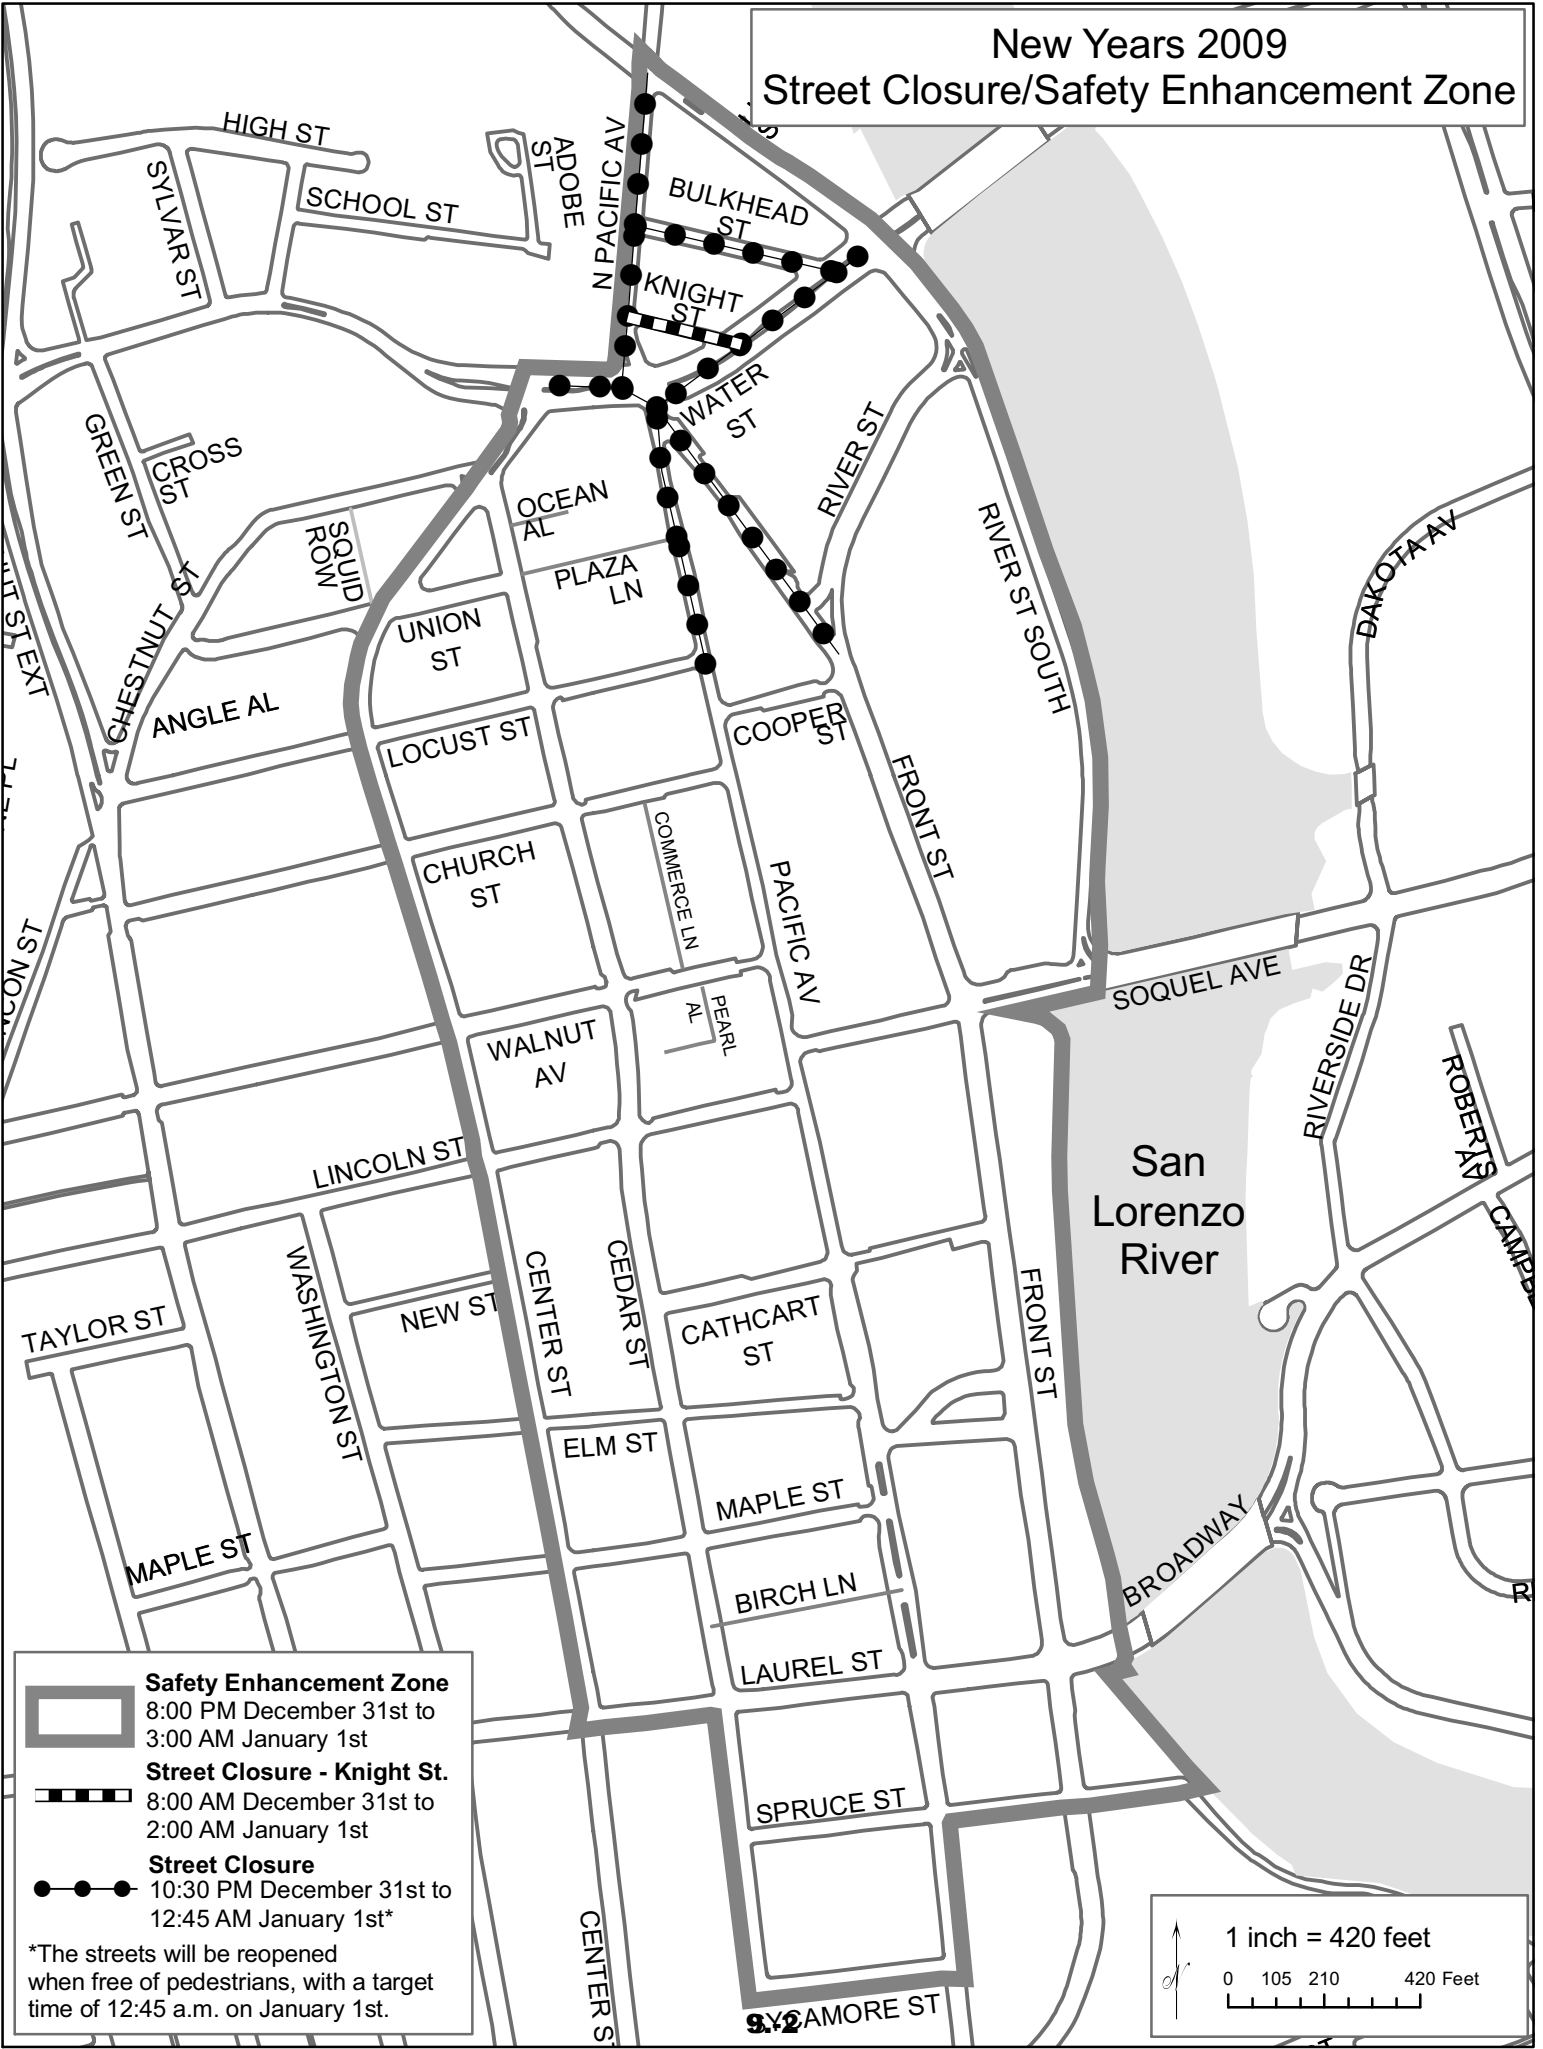 New Years 2009
Street Closure/Safety Enhancement Zone
HIGH ST
ADOBE
ST
N PACIFIC AV
SYLVAR ST
SCHOOL ST
BULKHEAD
ST
KNIGHT
ST
WATER
ST
GREEN ST
CROSS
ST
RIVER ST
OCEAN
AL
SQUID
ROW
PLAZA
LN
RIVER ST SOUTH
DAKOTA AV
UT ST EXT
CHESTNUT ST
UNION
ST
ANGLE AL
LOCUST ST
COOPER
ST
FRONT ST
COMMERCE LN
CHURCH
ST
PACIFIC AV
SOQUEL AVE
PEARL
AL
RIVERSIDE DR
WALNUT
AV
ROBERTS
AV
LINCOLN ST
San
Lorenzo
River
WASHINGTON ST
CENTER ST
CEDAR ST
FRONT ST
NEW ST
TAYLOR ST
CATHCART
ST
ELM ST
MAPLE ST
MAPLE ST
BROADWAY
BIRCH LN
LAUREL ST
SPRUCE ST
CENTER S
SYCAMORE ST
9.-2
Safety Enhancement Zone
8:00 PM December 31st to
3:00 AM January 1st
Street Closure - Knight St.
8:00 AM December 31st to
2:00 AM January 1st
Street Closure
10:30 PM December 31st to
12:45 AM January 1st*
*The streets will be reopened
when free of pedestrians, with a target
time of 12:45 a.m. on January 1st.
N
1 inch = 420 feet
0 105 210 420 Feet